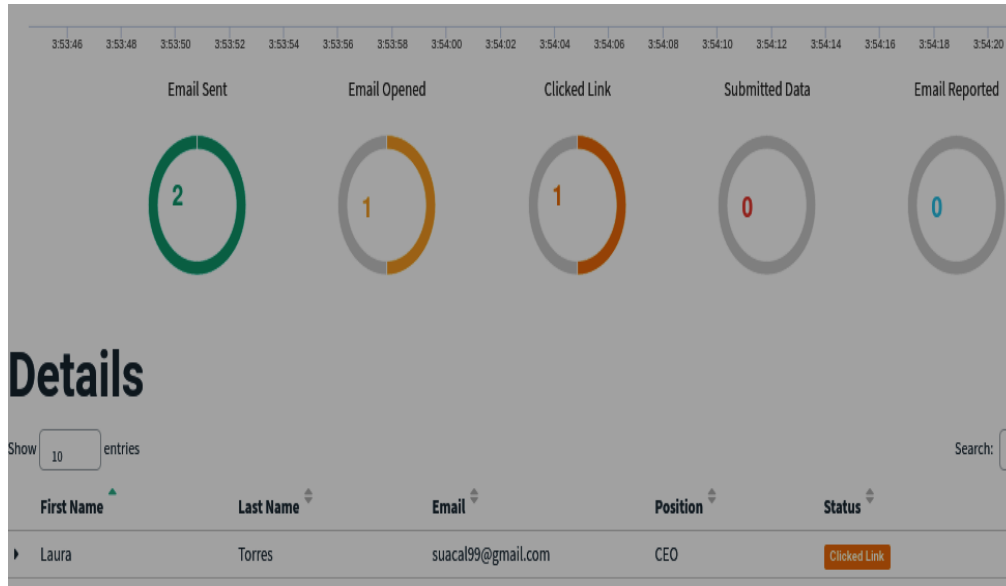 3:53:46 3:53:48 3:53:50 3:53:52 3:53:54 3:53:56 3:53:58 3:54:00 3:54:02 3:54:04 3:54:06 3:54:08 3:54:10 3:54:12 3:54:14 3:54:16 3:54:18 3:54:20
Email Sent Email Opened Clicked Link Submitted Data Email Reported
2 1 1 0 0
Details
Show 10 entries Search:
First Name Last Name Email Position Status
Laura Torres suacal99@gmail.com CEO Clicked Link